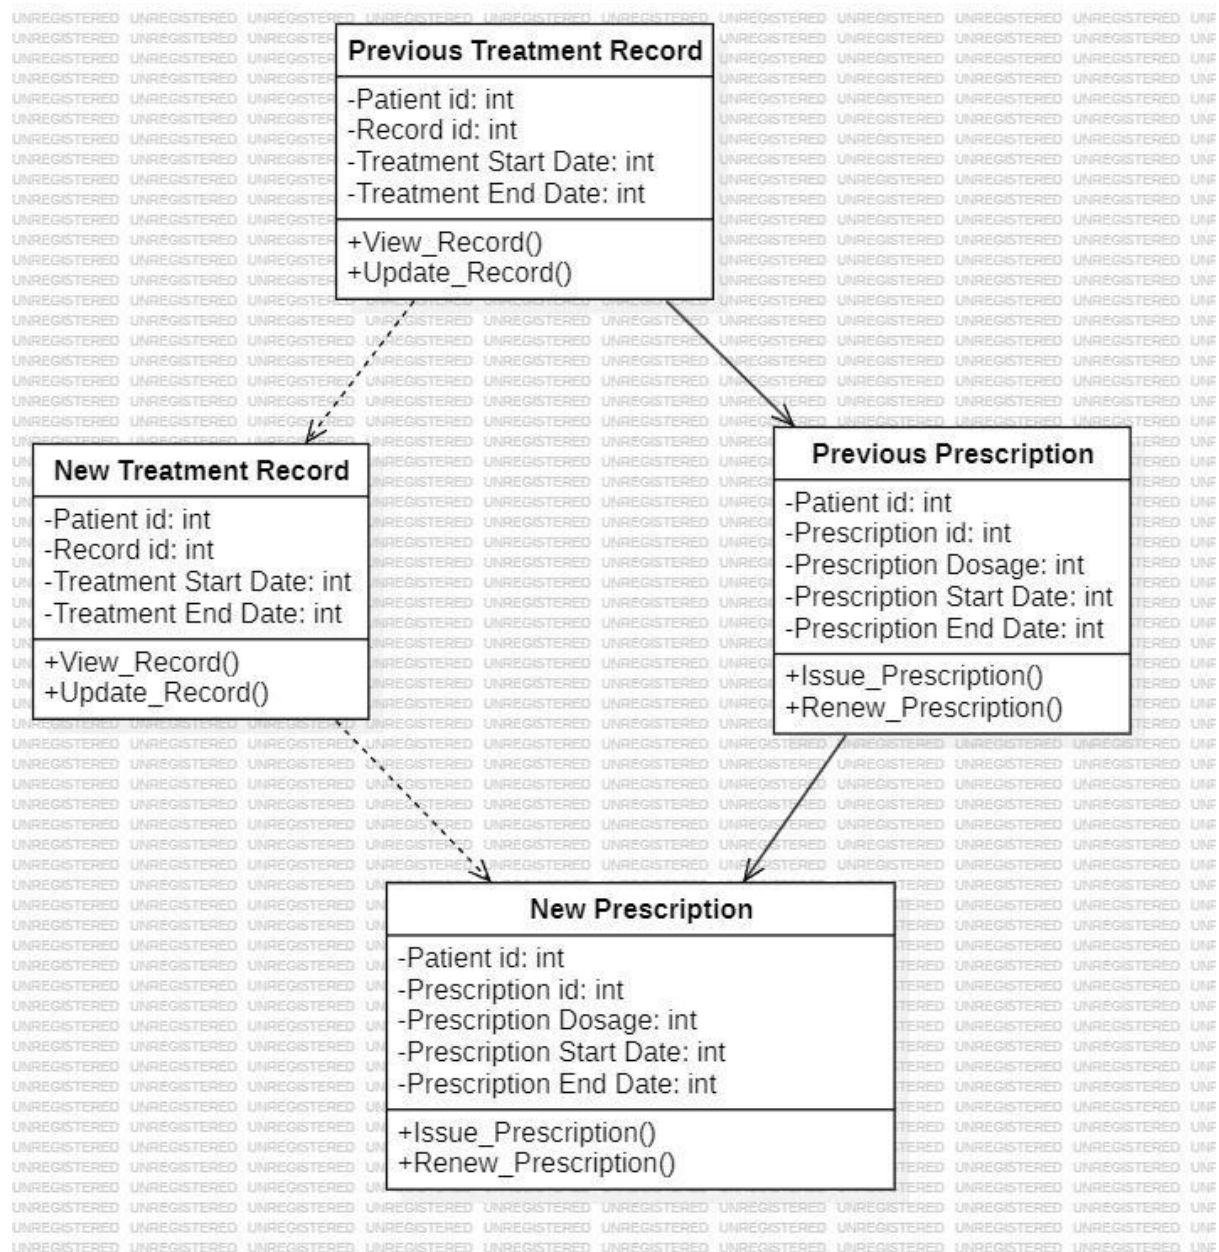 Previous Treatment Record
-Patient id: int
-Record id: int
-Treatment Start Date: int
-Treatment End Date: int
+View_Record()
+Update_Record()
New Treatment Record
-Patient id: int
-Record id: int
-Treatment Start Date: int
-Treatment End Date: int
+View_Record()
+Update_Record()
Previous Prescription
-Patient id: int
-Prescription id: int
-Prescription Dosage: int
-Prescription Start Date: int
-Prescription End Date: int
+Issue_Prescription()
+Renew_Prescription()
New Prescription
-Patient id: int
-Prescription id: int
-Prescription Dosage: int
-Prescription Start Date: int
-Prescription End Date: int
+Issue_Prescription()
+Renew_Prescription()
UNREGISTERED